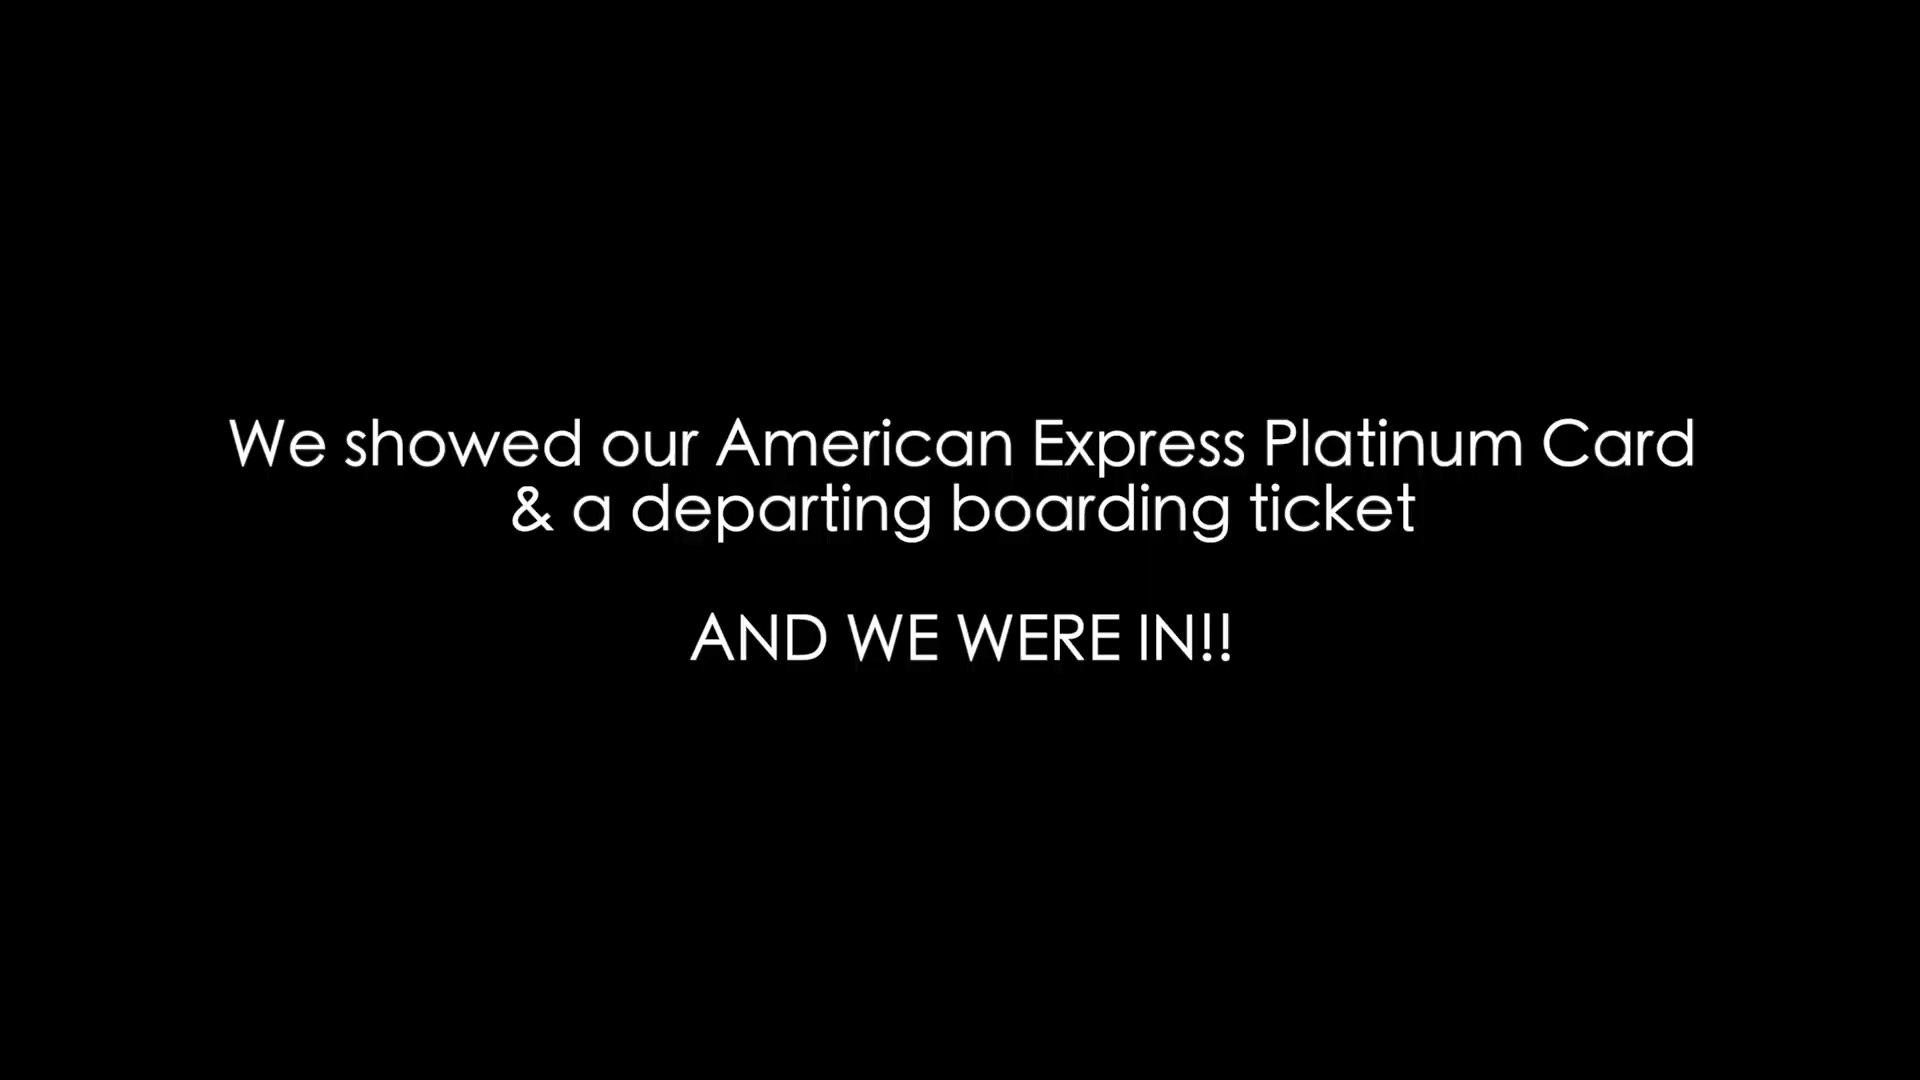 We showed our American Express Platinum Card
& a departing boarding ticket
AND WE WERE IN!!